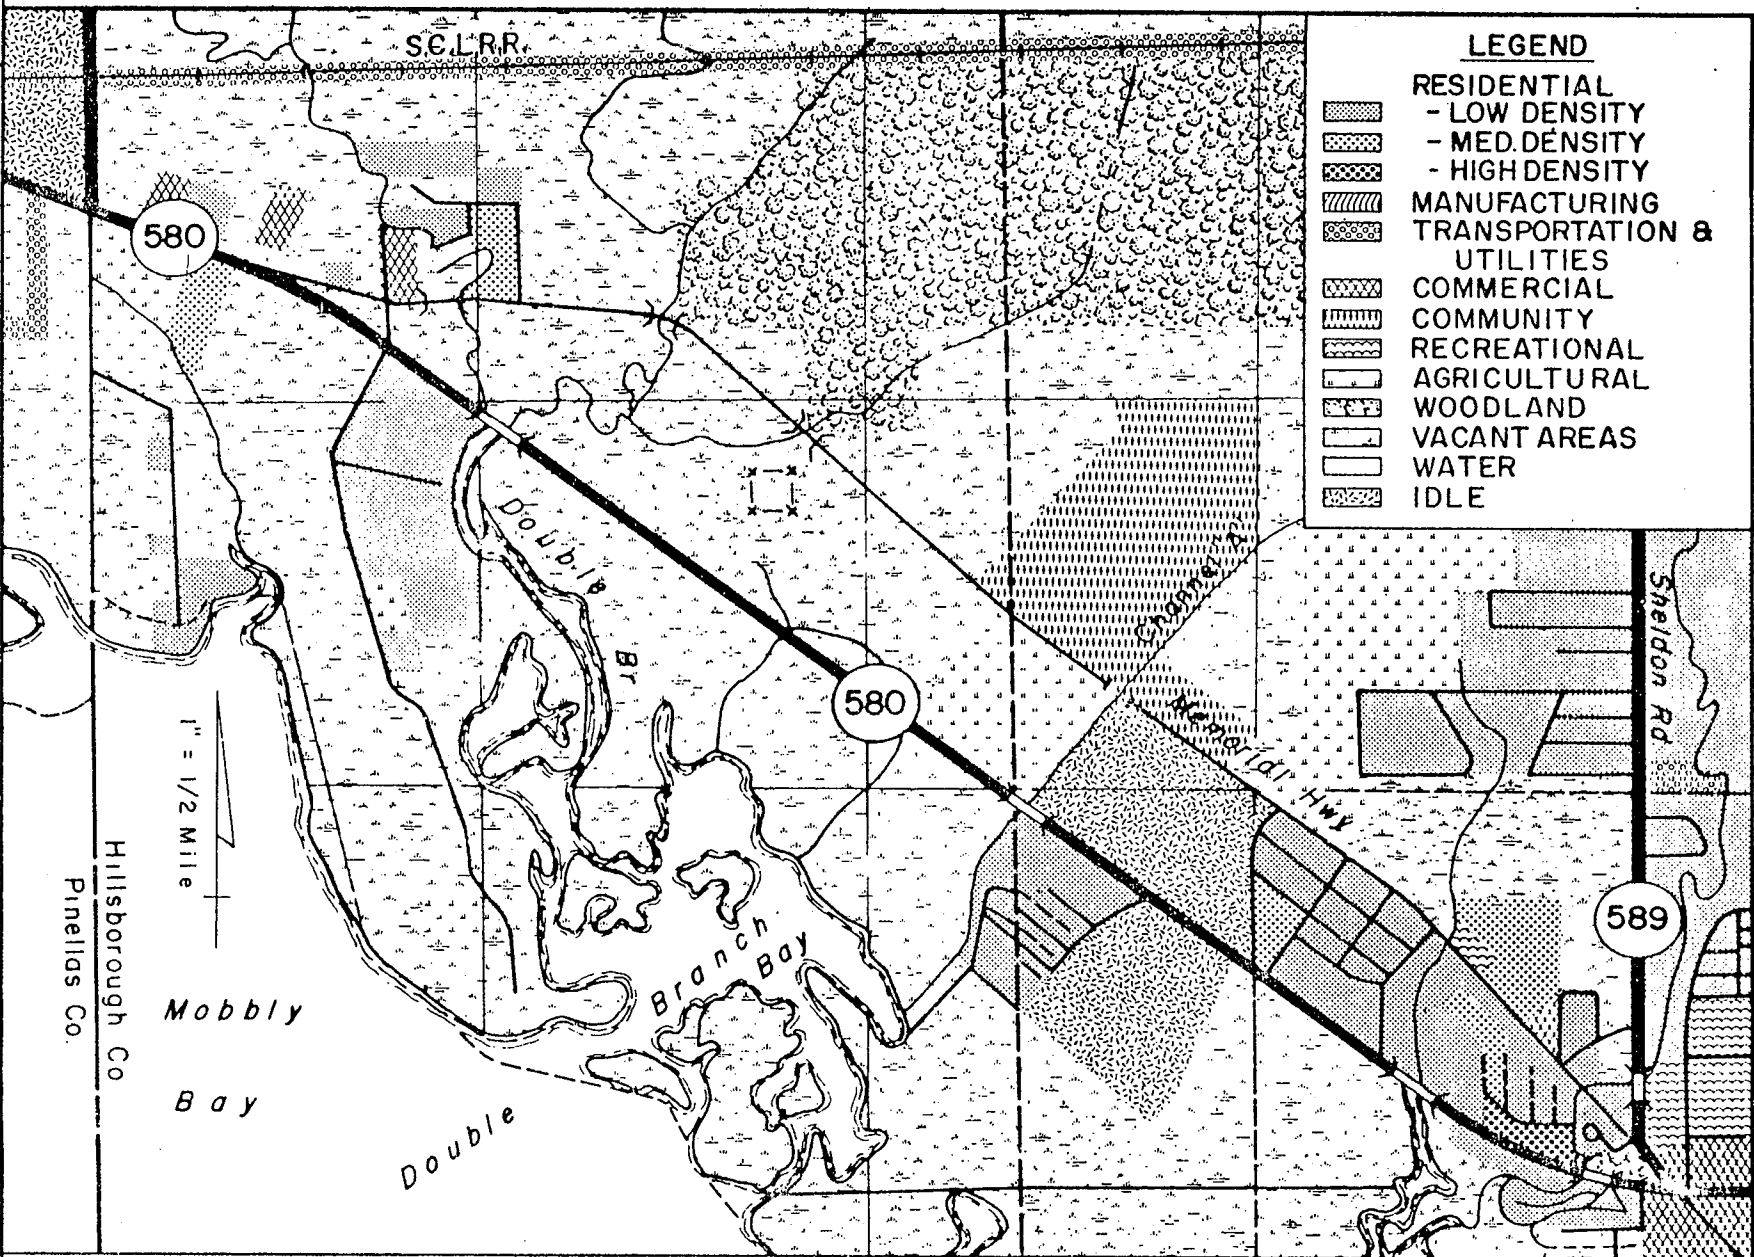 S.C.L.R.R.
LEGEND
RESIDENTIAL
- LOW DENSITY
- MED. DENSITY
- HIGH DENSITY
MANUFACTURING
TRANSPORTATION &
UTILITIES
COMMERCIAL
COMMUNITY
RECREATIONAL
AGRICULTURAL
WOODLAND
VACANT AREAS
WATER
IDLE
580
Double
Br
Channel "A"
Sheldon Rd
580
Memorial Hwy
1" = 1/2 Mile
Hillsborough Co
Pinellas Co.
589
Branch
Bay
Mobbly
Bay
Double